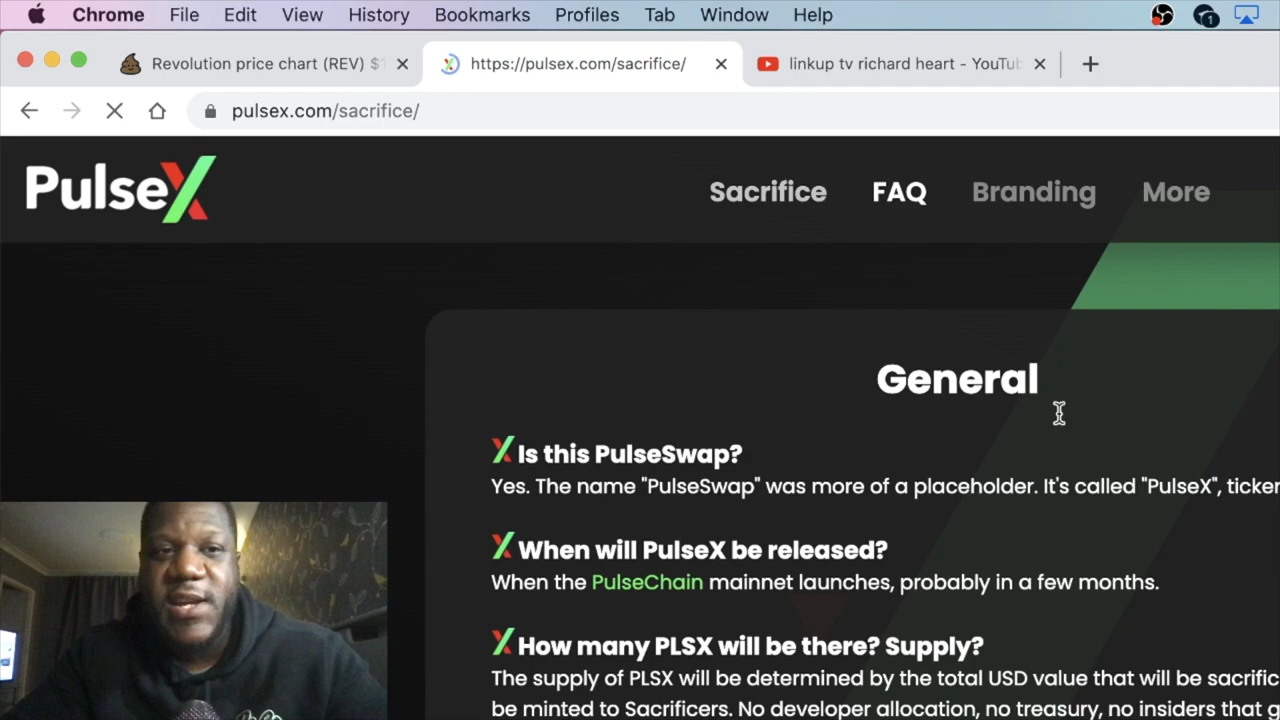 Chrome File Edit View History Bookmarks Profiles Tab Window Help 1
Revolution price chart (REV) $1 https://pulsex.com/sacrifice/ linkup tv richard heart - YouTub
pulsex.com/sacrifice/
PulseX Sacrifice FAQ Branding More
General
Is this PulseSwap?
Yes. The name "PulseSwap" was more of a placeholder. It's called "PulseX", ticker
When will PulseX be released?
When the PulseChain mainnet launches, probably in a few months.
How many PLSX will be there? Supply?
The supply of PLSX will be determined by the total USD value that will be sacrific
be minted to Sacrificers. No developer allocation, no treasury, no insiders that g